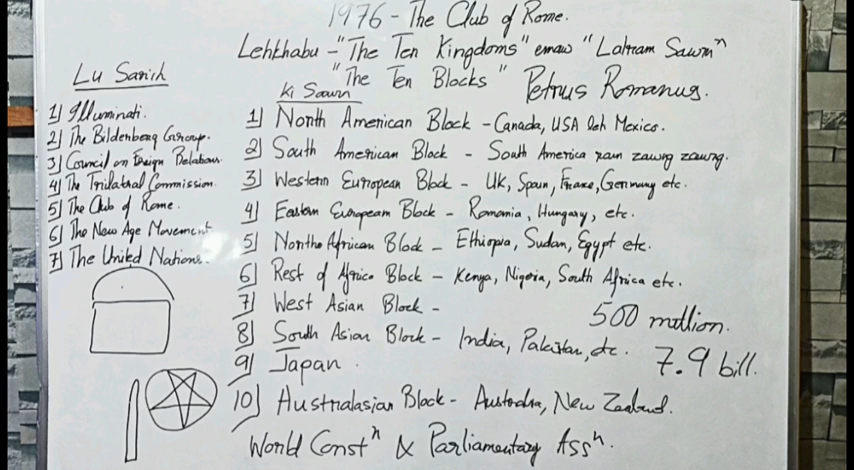 1976 - The Club of Rome.
Lehkhabu - "The Ten Kingdoms" emaw "Lalram Sawmⁿ"
"The Ten Blocks" Petrus Romanus.
Lu Sarih
1) Illuminati.
2) The Bildenberg Group.
3) Council on Foreign Relations.
4) The Trilatral Commission.
5) The Club of Rome.
6) The New Age Movement
7) The United Nations.
Ki Sawm
1) North American Block - Canada, USA leh Mexico.
2) South American Block - South America ram zawng zawng.
3) Western European Block - UK, Spain, France, Germany etc.
4) Eastern European Block - Romania, Hungary, etc.
5) Northe African Block - Ethiopia, Sudan, Egypt etc.
6) Rest of Africa Block - Kenya, Nigeria, South Africa etc.
7) West Asian Block -
8) South Asian Block - India, Pakistan, etc.
9) Japan.
10) Australasian Block - Australia, New Zealand.
500 million.
7.9 bill.
World Constⁿ & Parliamentary Assⁿ.